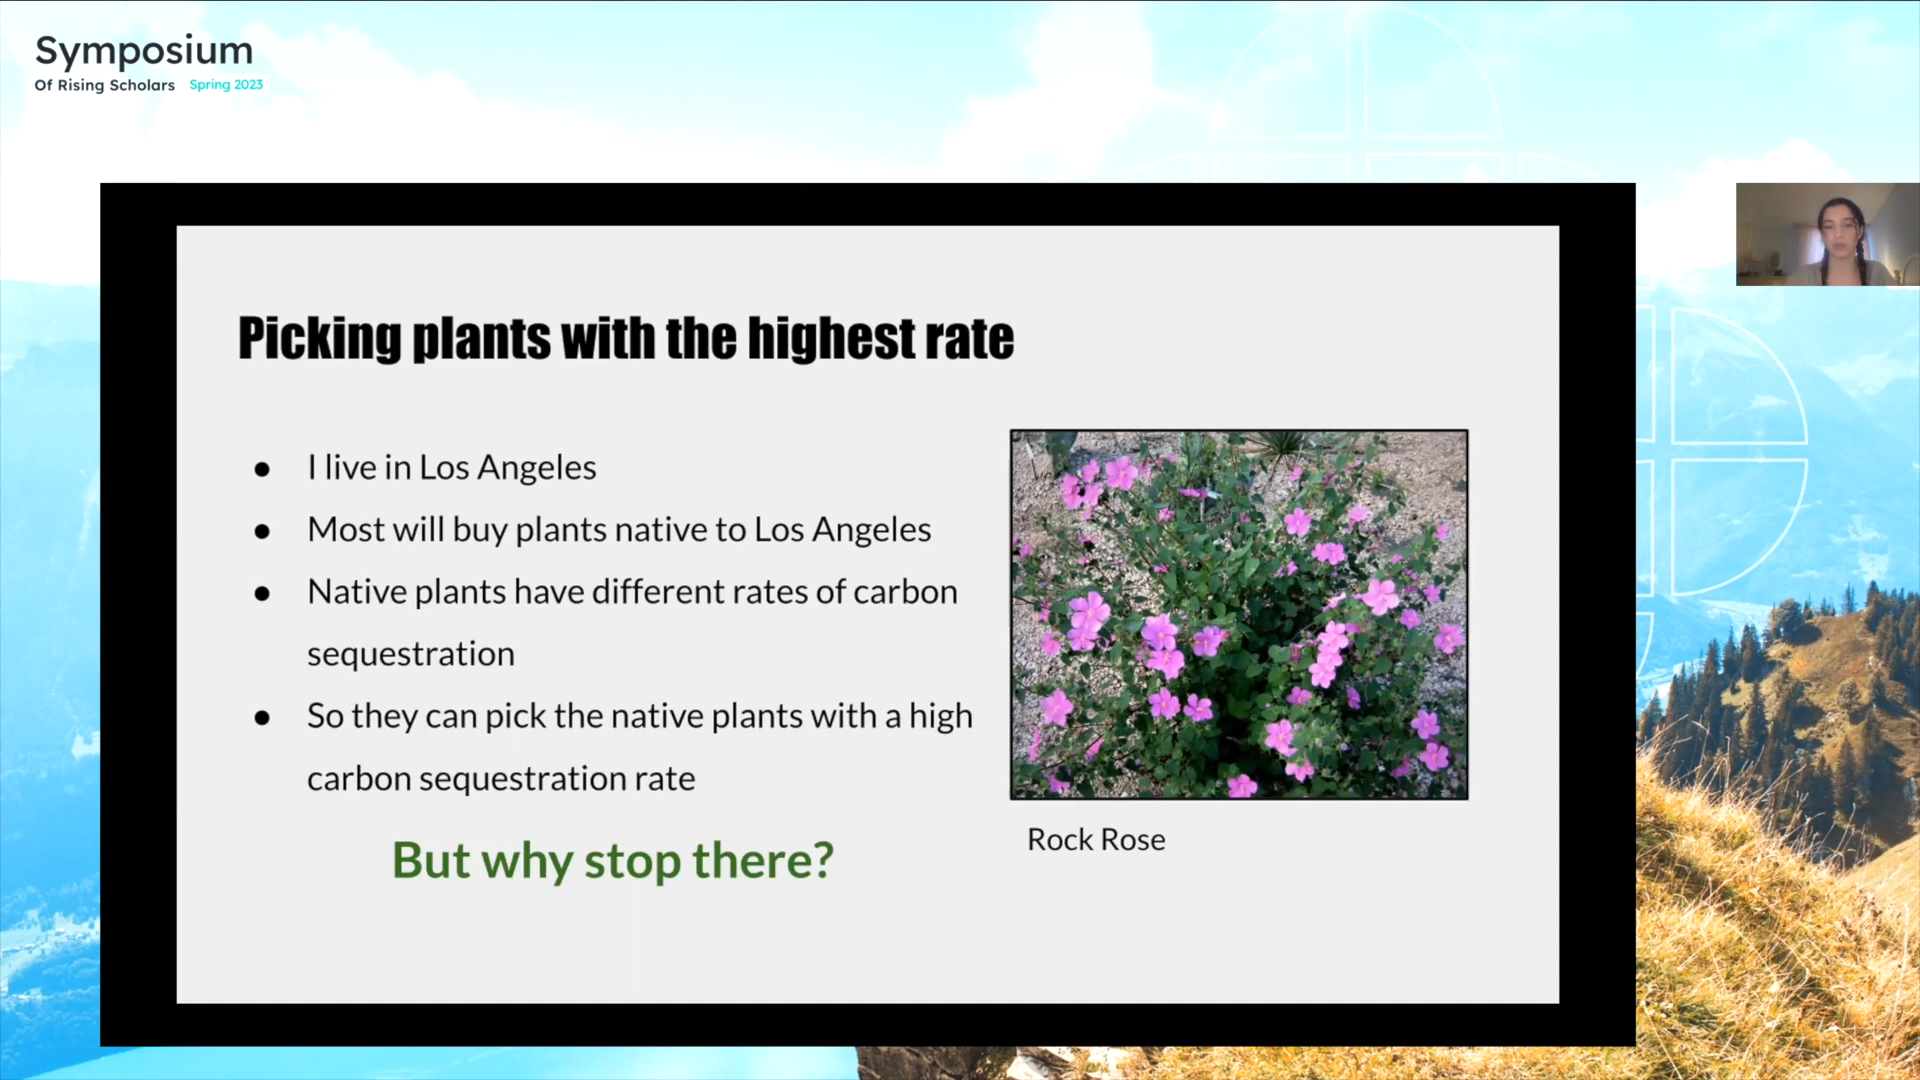 Symposium
Of Rising Scholars Spring 2023
Picking plants with the highest rate
● I live in Los Angeles
● Most will buy plants native to Los Angeles
● Native plants have different rates of carbon
sequestration
● So they can pick the native plants with a high
carbon sequestration rate
But why stop there?
Rock Rose